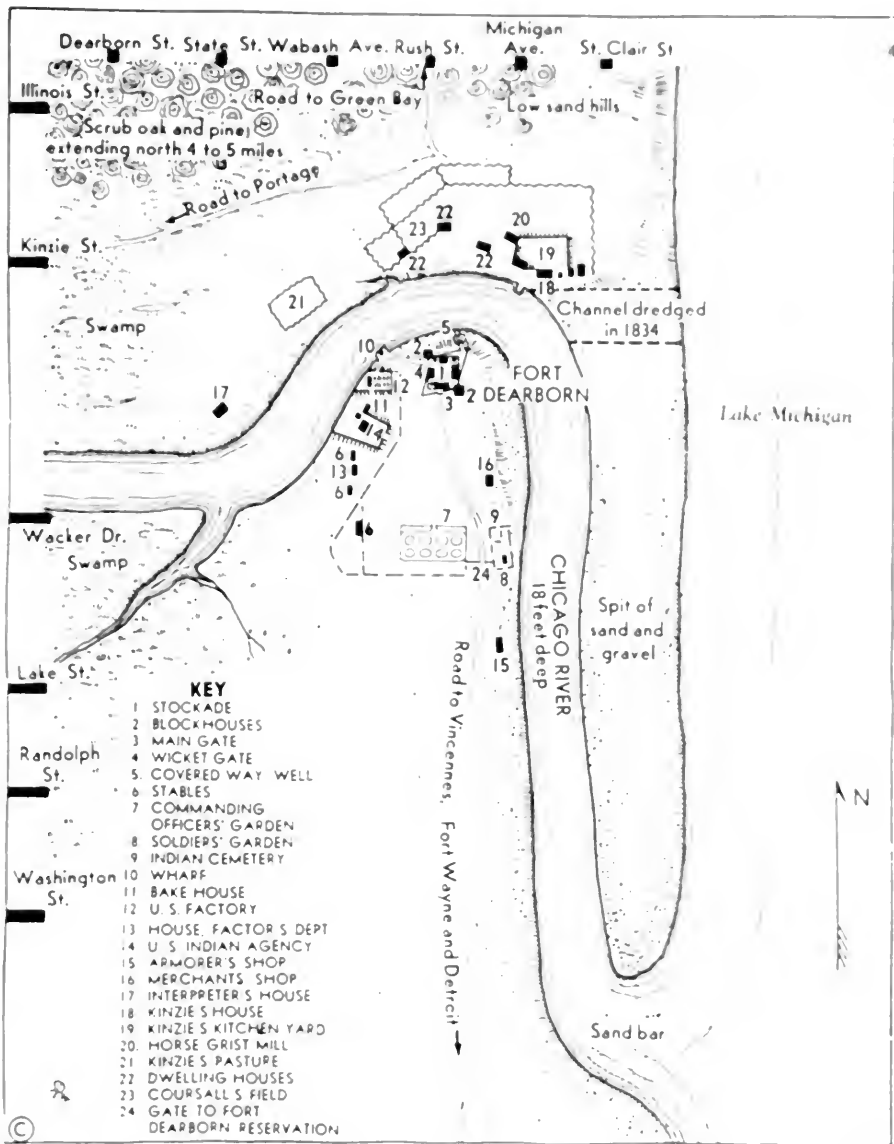 Dearborn St. State St. Wabash Ave. Rush St. Michigan Ave. St. Clair St
Illinois St.
Road to Green Bay
Low sand hills
Scrub oak and pine
extending north 4 to 5 miles
Road to Portage
23
22
20
19
Kinzie St.
22
22
18
21
Channel dredged
in 1834
Swamp
5
10
2
4
1
12
3
2
FORT
DEARBORN
17
11
14
Lake Michigan
6
13
6
16
Wacker Dr.
Swamp
6
7
9
24
8
CHICAGO RIVER
18 feet deep
Spit of
sand and
gravel
15
Lake St.
Road to Vincennes, Fort Wayne and Detroit
Randolph
St.
Washington
St.
KEY
1 STOCKADE
2 BLOCKHOUSES
3 MAIN GATE
4 WICKET GATE
5. COVERED WAY WELL
6 STABLES
7 COMMANDING
OFFICERS' GARDEN
8 SOLDIERS' GARDEN
9 INDIAN CEMETERY
10 WHARF
11 BAKE HOUSE
12 U. S. FACTORY
13 HOUSE, FACTOR S DEPT
14 U S INDIAN AGENCY
15 ARMORER'S SHOP
16 MERCHANTS SHOP
17 INTERPRETER S HOUSE
18 KINZIE'S HOUSE
19 KINZIE S KITCHEN YARD
20. HORSE GRIST MILL
21 KINZIE S PASTURE
22 DWELLING HOUSES
23 COURSALL S FIELD
24 GATE TO FORT
DEARBORN RESERVATION
N
Sand bar
©